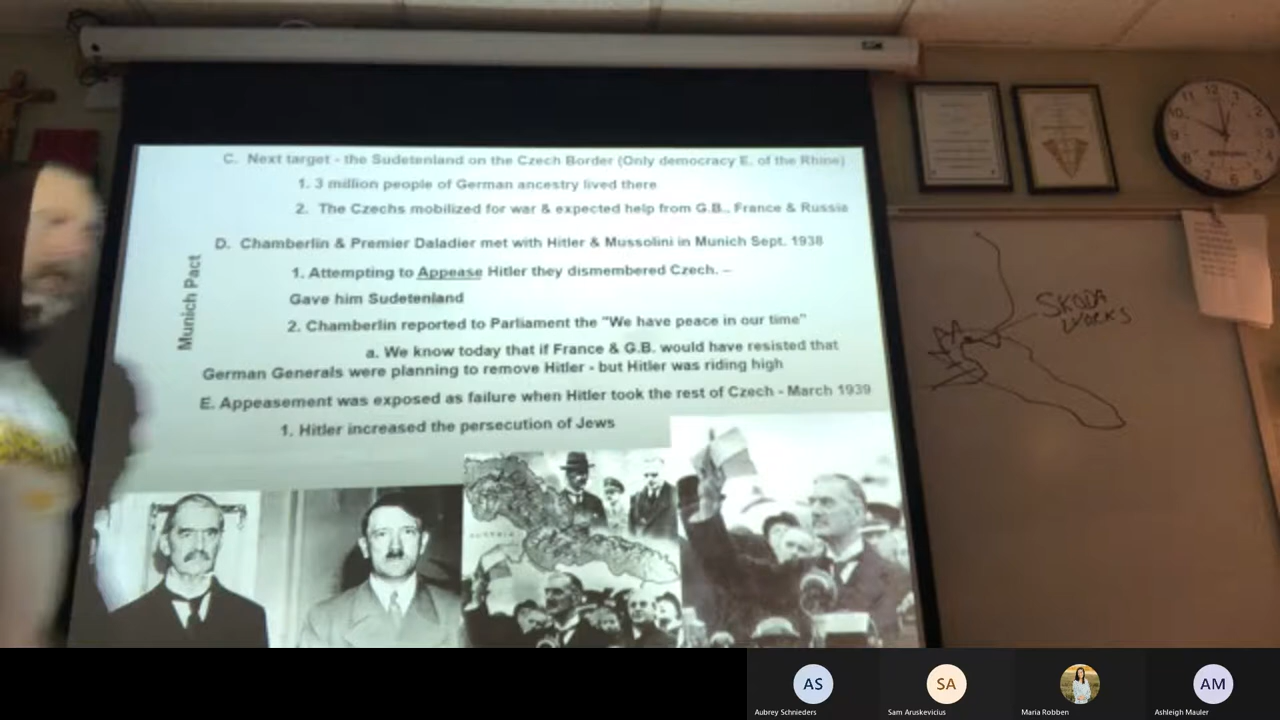 C. Next target - the Sudetenland on the Czech Border (Only democracy E. of the Rhine)
1. 3 million people of German ancestry lived there
2. The Czechs mobilized for war & expected help from G.B., France & Russia
D. Chamberlin & Premier Daladier met with Hitler & Mussolini in Munich Sept. 1938
1. Attempting to Appease Hitler they dismembered Czech. –
Gave him Sudetenland
2. Chamberlin reported to Parliament the "We have peace in our time"
a. We know today that if France & G.B. would have resisted that
German Generals were planning to remove Hitler - but Hitler was riding high
E. Appeasement was exposed as failure when Hitler took the rest of Czech - March 1939
1. Hitler increased the persecution of Jews
Munich Pact
SKODA
WORKS
AS
Aubrey Schnieders
SA
Sam Aruskevicius
Maria Robben
AM
Ashleigh Mauler